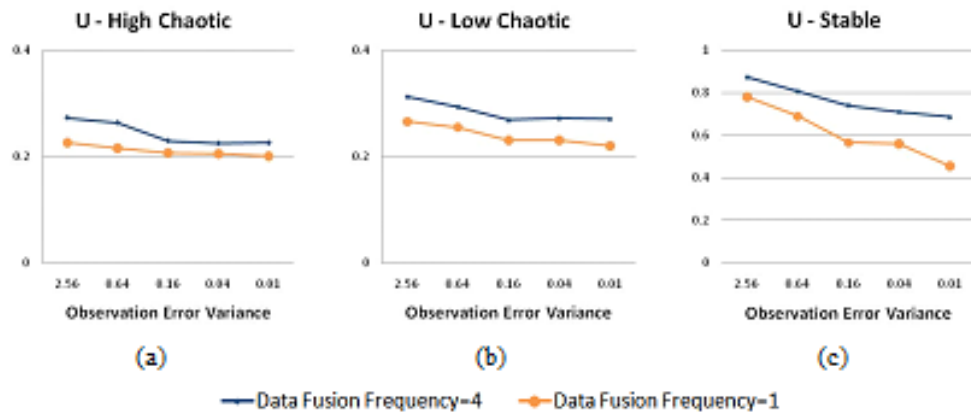 U - High Chaotic
U - Low Chaotic
U - Stable
0.4
0.2
0
2.56
0.64
0.16
0.04
0.01
Observation Error Variance
(a)
0.4
0.2
0
2.56
0.64
0.16
0.04
0.01
Observation Error Variance
(b)
1
0.8
0.6
0.4
0.2
0
2.56
0.64
0.16
0.04
0.01
Observation Error Variance
(c)
Data Fusion Frequency=4
Data Fusion Frequency=1